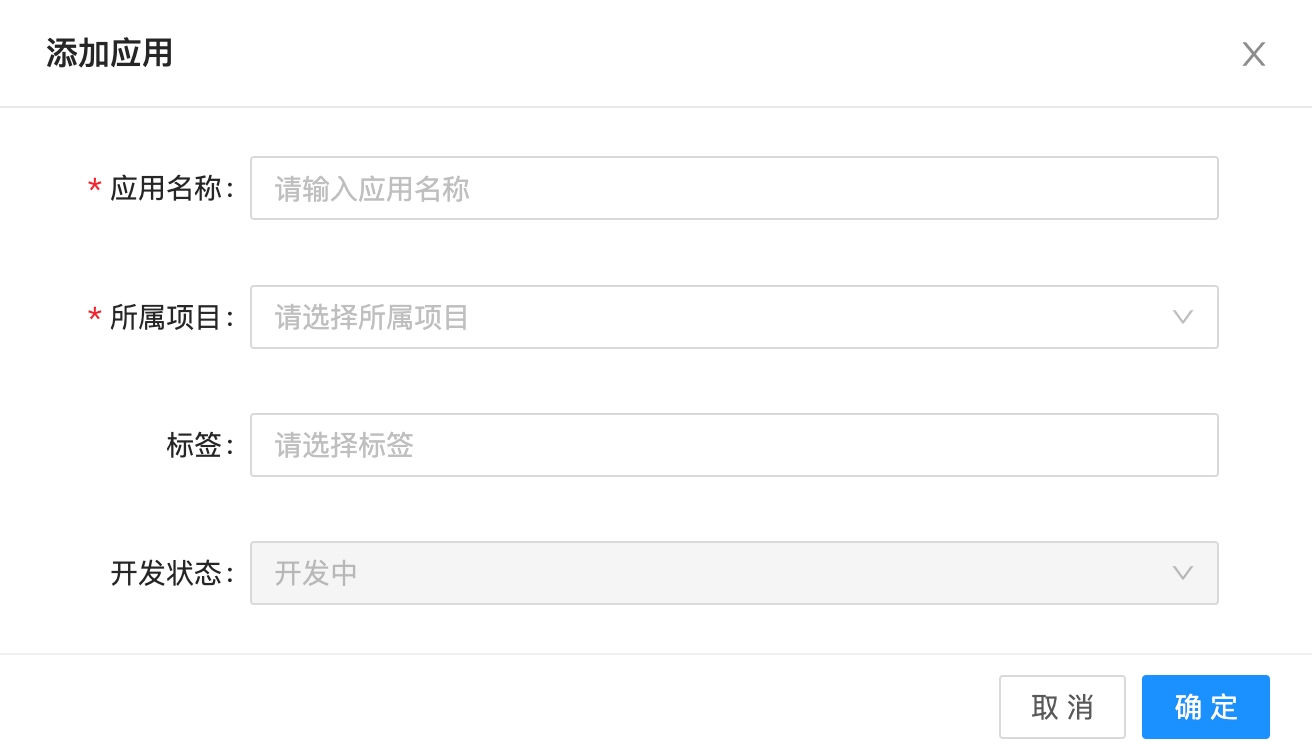 添加应用
* 应用名称:
请输入应用名称
* 所属项目:
请选择所属项目
标签:
请选择标签
开发状态:
开发中
取 消
确 定